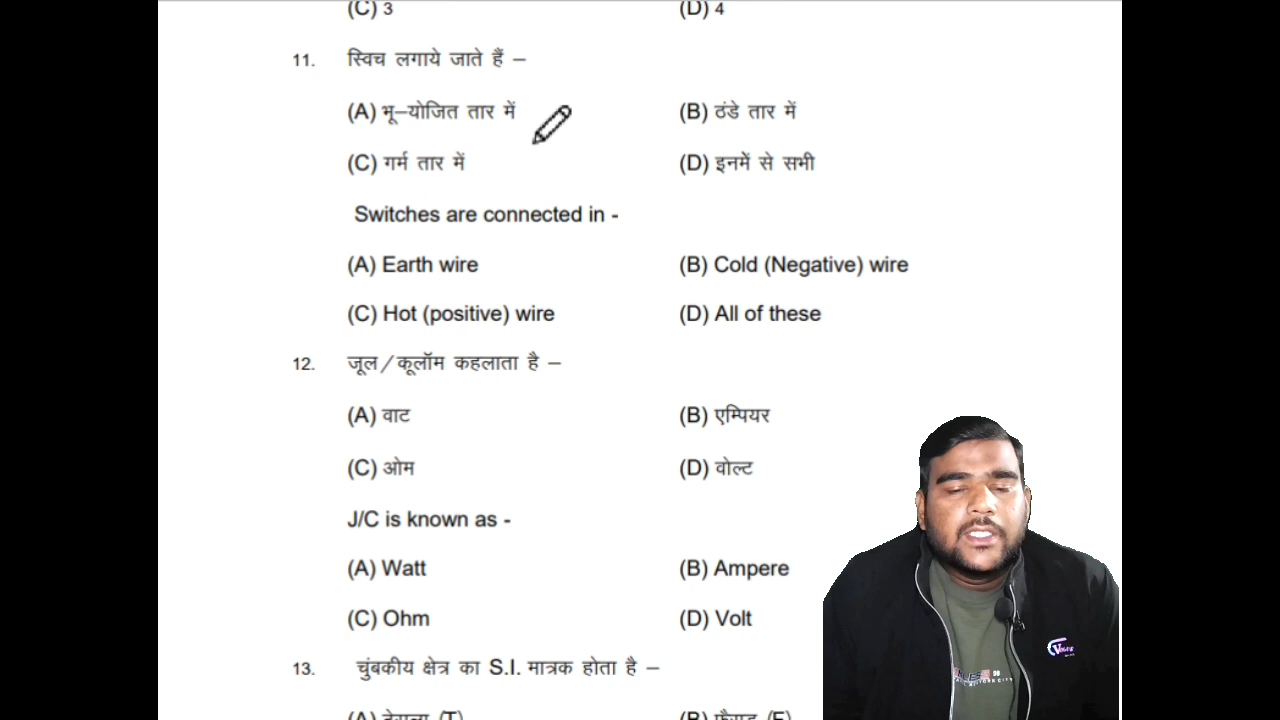 (C) 3 (D) 4
11. स्विच लगाये जाते हैं –
(A) भू–योजित तार में (B) ठंडे तार में
(C) गर्म तार में (D) इनमें से सभी
Switches are connected in -
(A) Earth wire (B) Cold (Negative) wire
(C) Hot (positive) wire (D) All of these
12. जूल/कूलॉम कहलाता है –
(A) वाट (B) एम्पियर
(C) ओम (D) वोल्ट
J/C is known as -
(A) Watt (B) Ampere
(C) Ohm (D) Volt
13. चुंबकीय क्षेत्र का S.I. मात्रक होता है –
(A) टेसला (T) (B) फैराड (F)